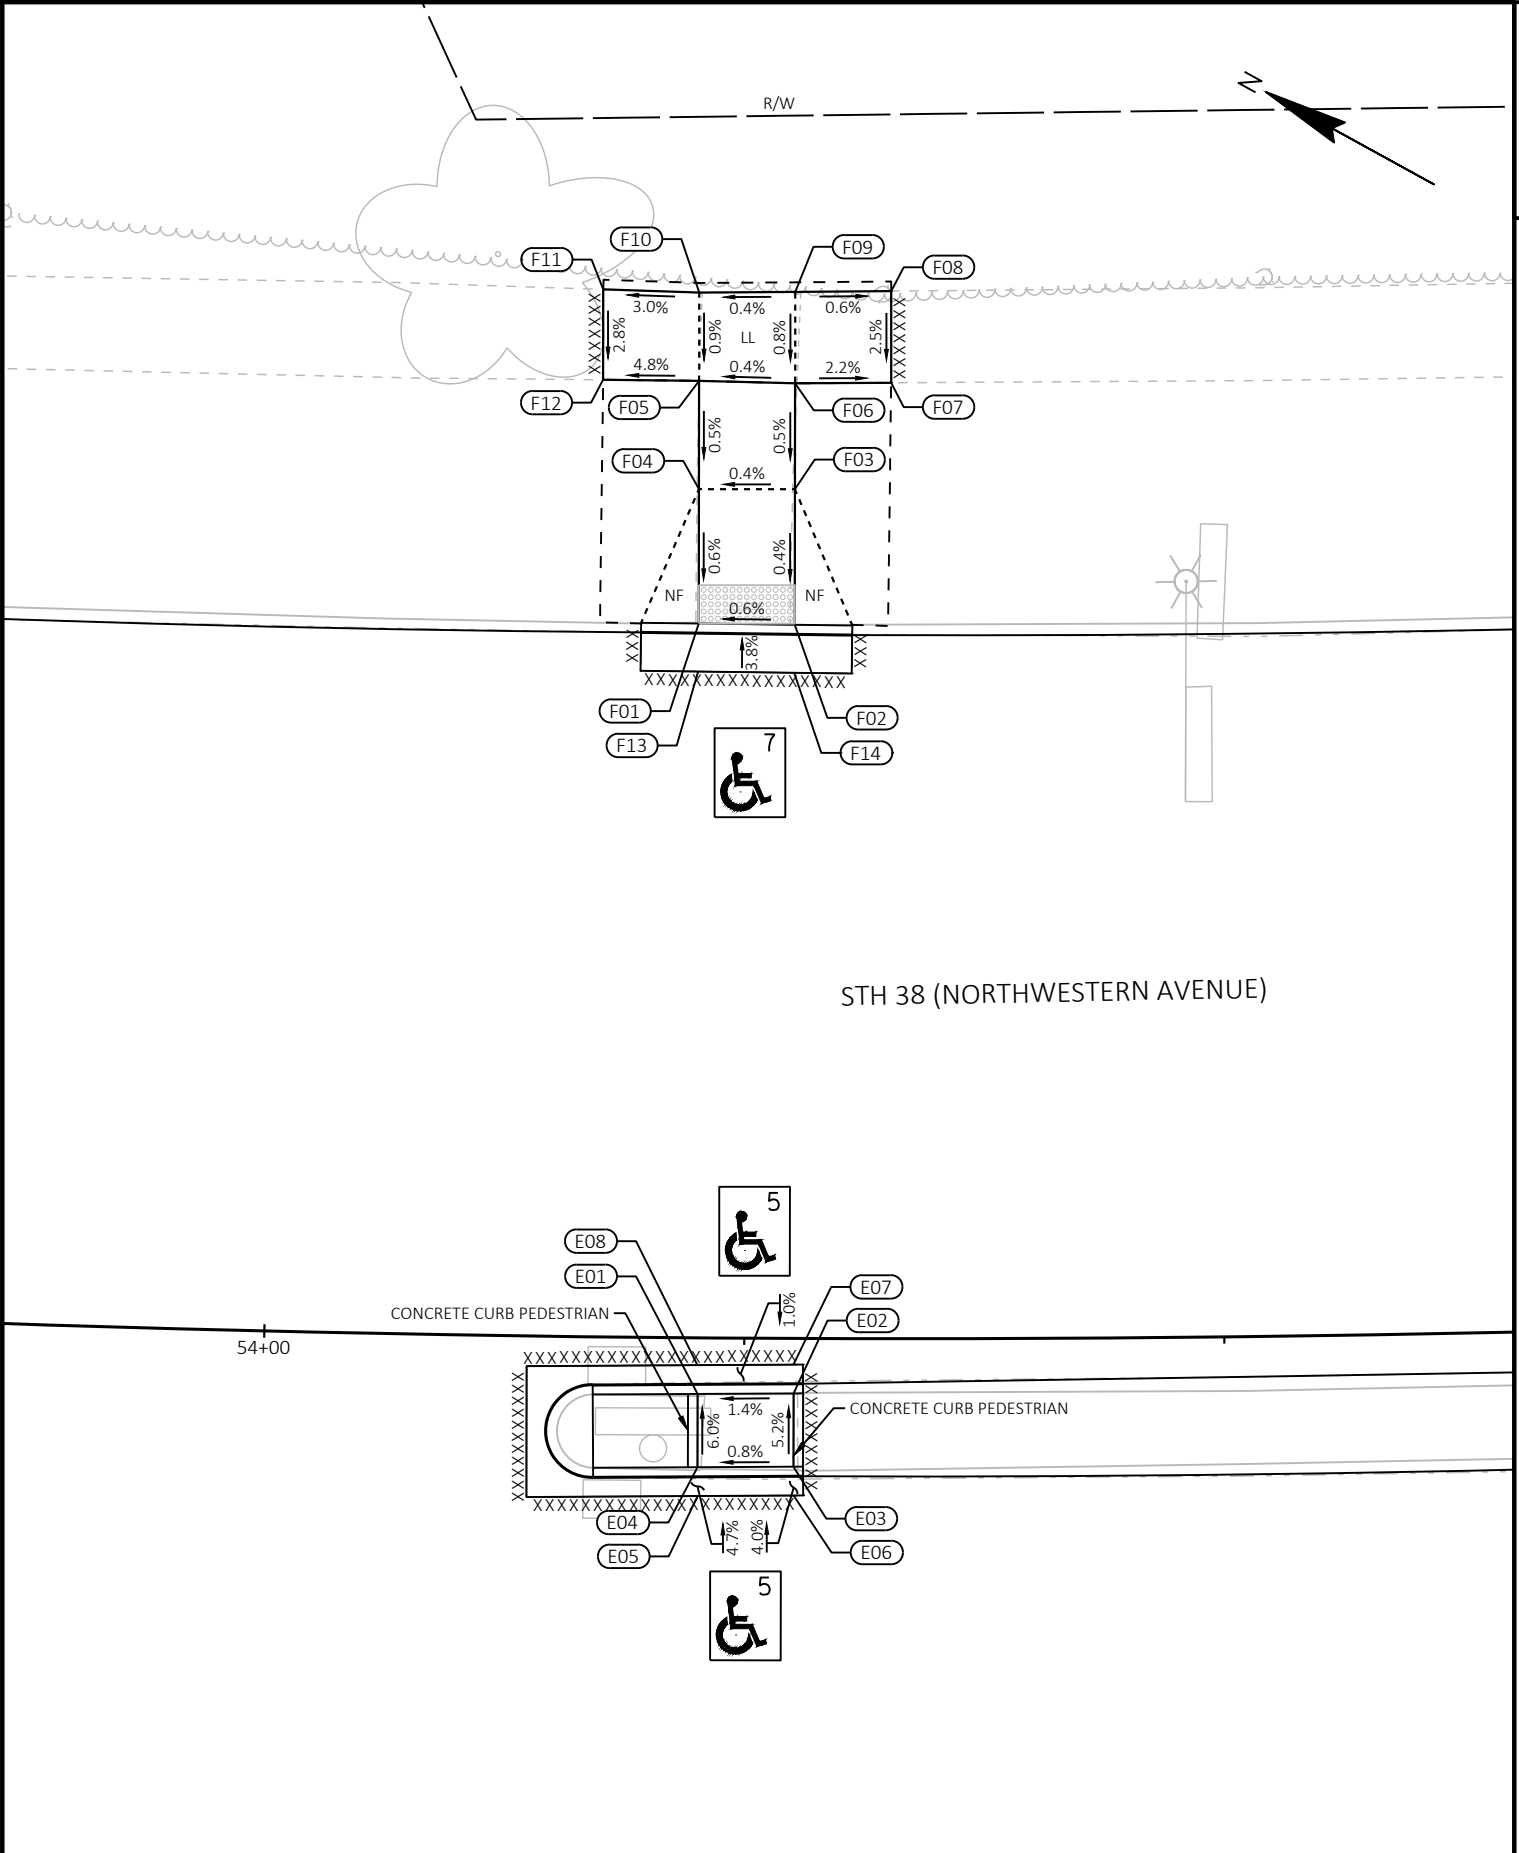 N
R/W
F10
F09
F11
F08
3.0%
0.4%
0.6%
2.8%
0.9%
LL
0.8%
2.5%
4.8%
0.4%
2.2%
F12
F05
F06
F07
0.5%
0.5%
F04
F03
0.4%
0.6%
0.4%
NF
NF
0.6%
XXX
3.8%
XXX
XXXXXXXXXXXXXXXXX
F01
F02
F13
F14
7
STH 38 (NORTHWESTERN AVENUE)
5
E08
E01
E07
1.0%
CONCRETE CURB PEDESTRIAN
E02
54+00
1.4%
CONCRETE CURB PEDESTRIAN
6.0%
5.2%
0.8%
E04
E03
4.7%
4.0%
E05
E06
5